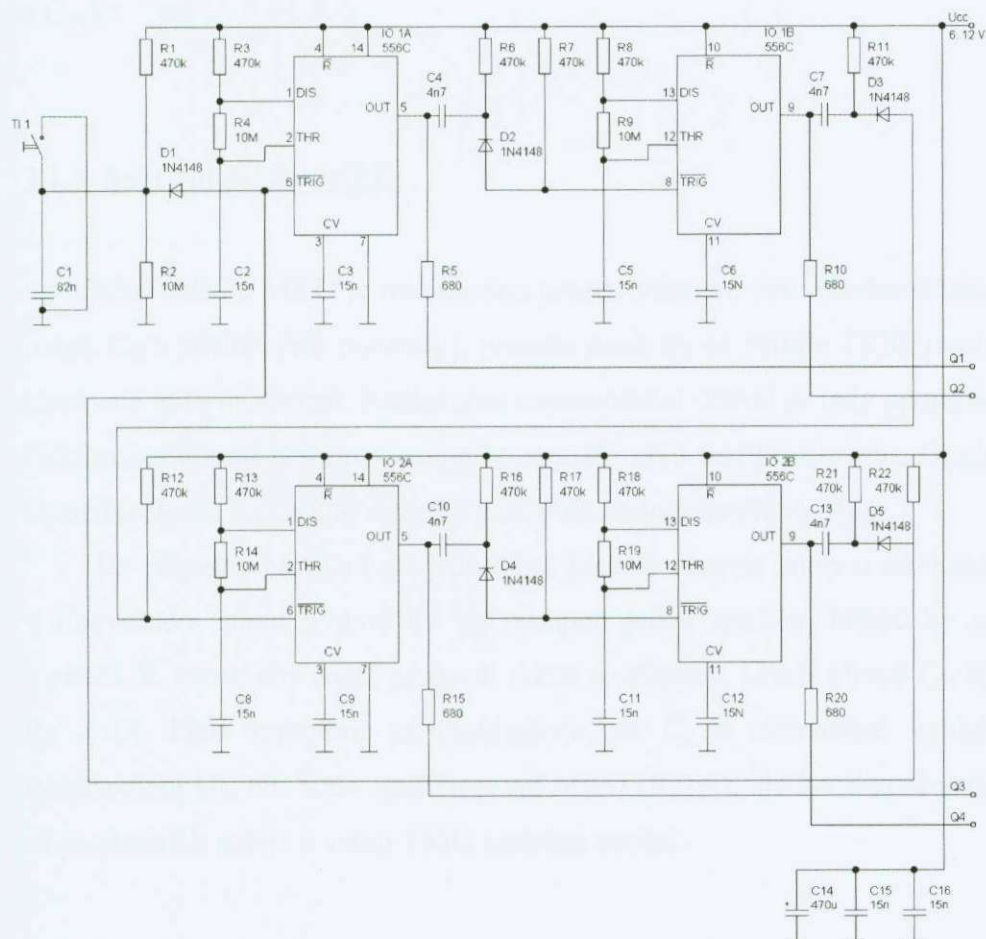 Ucc
6..12 V
R1
470k
R3
470k
4
14
IO 1A
556C
R
1
DIS
R4
10M
2
THR
OUT
5
6
TRIG
CV
3
7
C4
4n7
R6
470k
R7
470k
D2
1N4148
R8
470k
10
IO 1B
556C
R
13
DIS
R9
10M
12
THR
OUT
9
8
TRIG
CV
11
C7
4n7
R11
470k
D3
1N4148
Tl 1
D1
1N4148
C1
82n
R2
10M
C2
15n
C3
15n
R5
680
C5
15n
C6
15N
R10
680
Q1
Q2
R12
470k
R13
470k
4
14
IO 2A
556C
R
1
DIS
R14
10M
2
THR
OUT
5
6
TRIG
CV
3
7
C10
4n7
R16
470k
R17
470k
D4
1N4148
R18
470k
10
IO 2B
556C
R
13
DIS
R19
10M
12
THR
OUT
9
8
TRIG
CV
11
R21
470k
R22
470k
C13
4n7
D5
1N4148
C8
15n
C9
15n
R15
680
C11
15n
C12
15N
R20
680
Q3
Q4
+
C14
470u
C15
15n
C16
15n